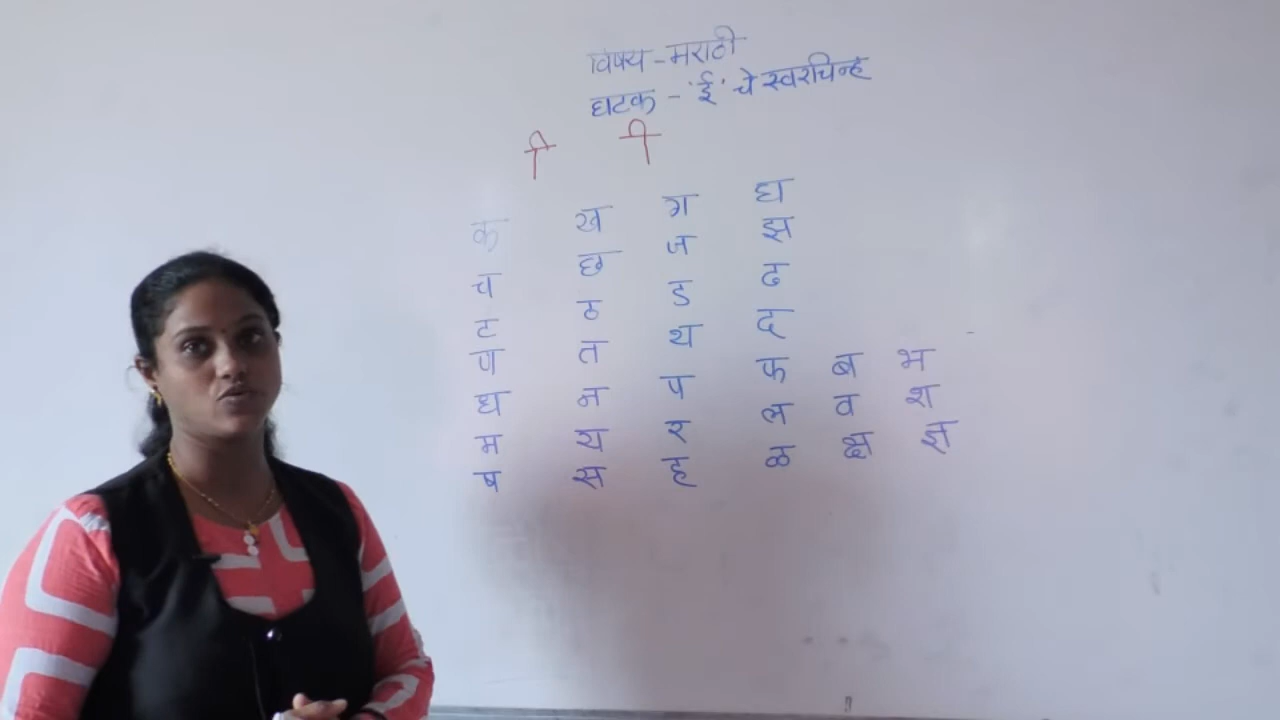 विषय - मराठी
घटक - 'ई' चे स्वरचिन्ह
ी ी
क ख ग घ
च छ ज झ
ट ठ ड ढ
ण त थ द
ध न प फ ब भ
म य र ल व श
ष स ह ळ क्ष ज्ञ